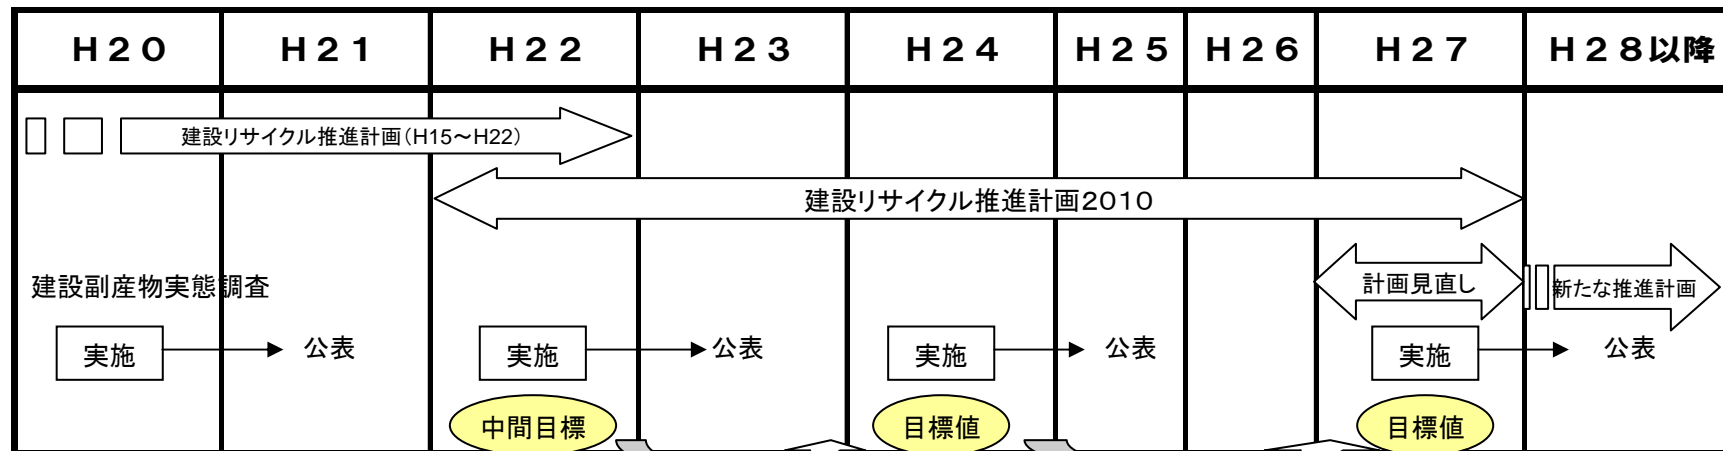 H20 H21 H22 H23 H24 H25 H26 H27 H28以降
建設リサイクル推進計画(H15～H22)
建設リサイクル推進計画2010
建設副産物実態調査
計画見直し
新たな推進計画
実施 公表 実施 公表 実施 公表 実施 公表
中間目標 目標値 目標値